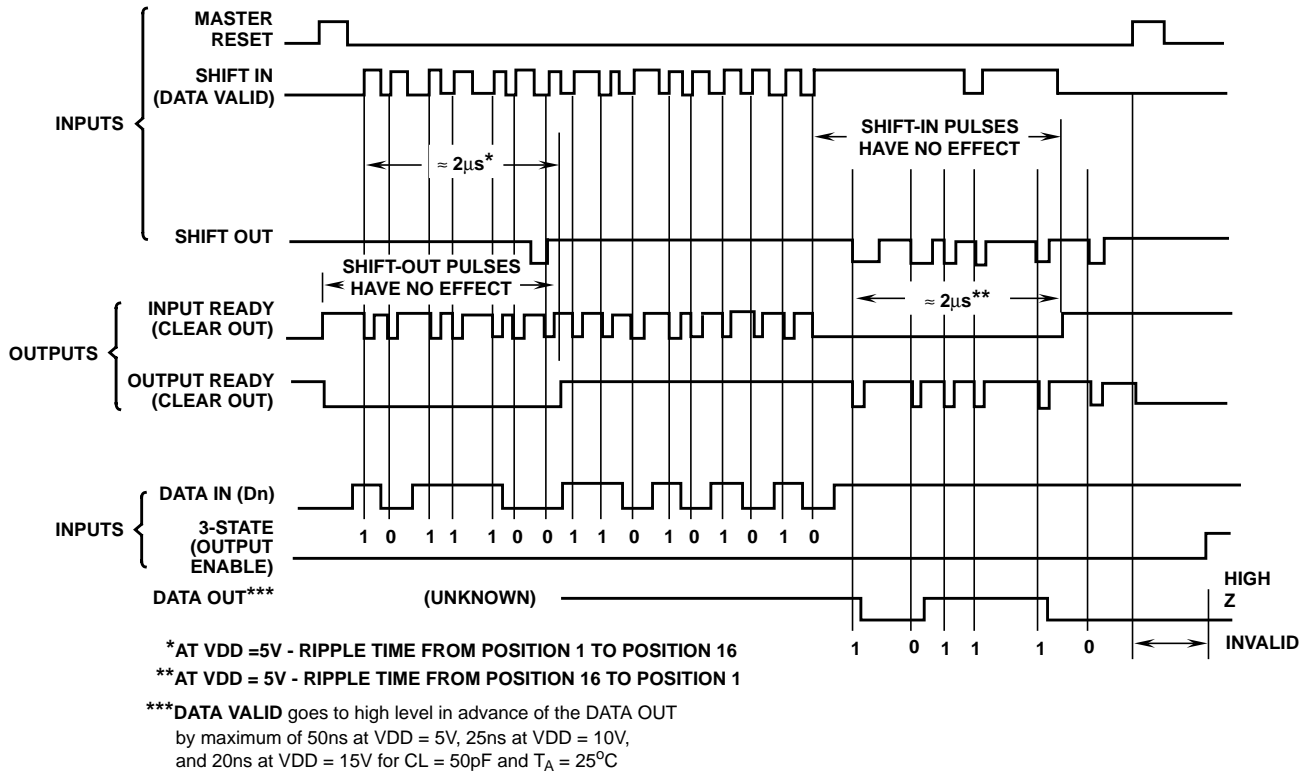 MASTER
RESET
SHIFT IN
(DATA VALID)
INPUTS
SHIFT-IN PULSES
HAVE NO EFFECT
≈ 2μs*
SHIFT OUT
SHIFT-OUT PULSES
HAVE NO EFFECT
≈ 2μs**
INPUT READY
(CLEAR OUT)
OUTPUTS
OUTPUT READY
(CLEAR OUT)
DATA IN (Dn)
INPUTS
3-STATE
(OUTPUT
ENABLE)
1 0 1 1 1 0 0 1 1 0 1 0 1 0 1 0
DATA OUT***
(UNKNOWN)
HIGH
Z
1 0 1 1 1 0
INVALID
*AT VDD =5V - RIPPLE TIME FROM POSITION 1 TO POSITION 16
**AT VDD = 5V - RIPPLE TIME FROM POSITION 16 TO POSITION 1
***DATA VALID goes to high level in advance of the DATA OUT
by maximum of 50ns at VDD = 5V, 25ns at VDD = 10V,
and 20ns at VDD = 15V for CL = 50pF and TA = 25°C